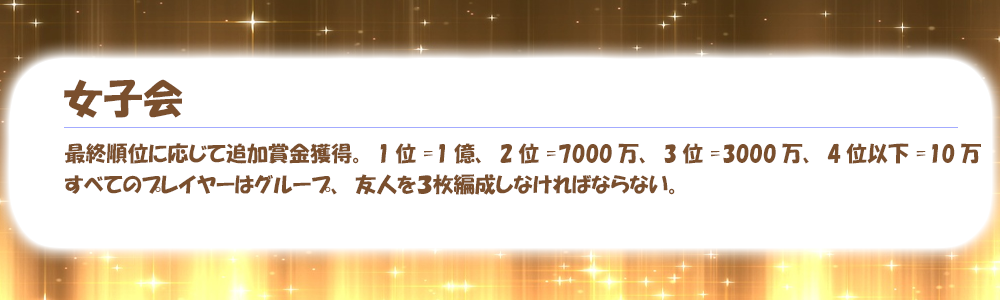 女子会
最終順位に応じて追加賞金獲得。 1位=1億、2位=7000万、3位=3000万、4位以下=10万
すべてのプレイヤーはグループ、友人を3枚編成しなければならない。